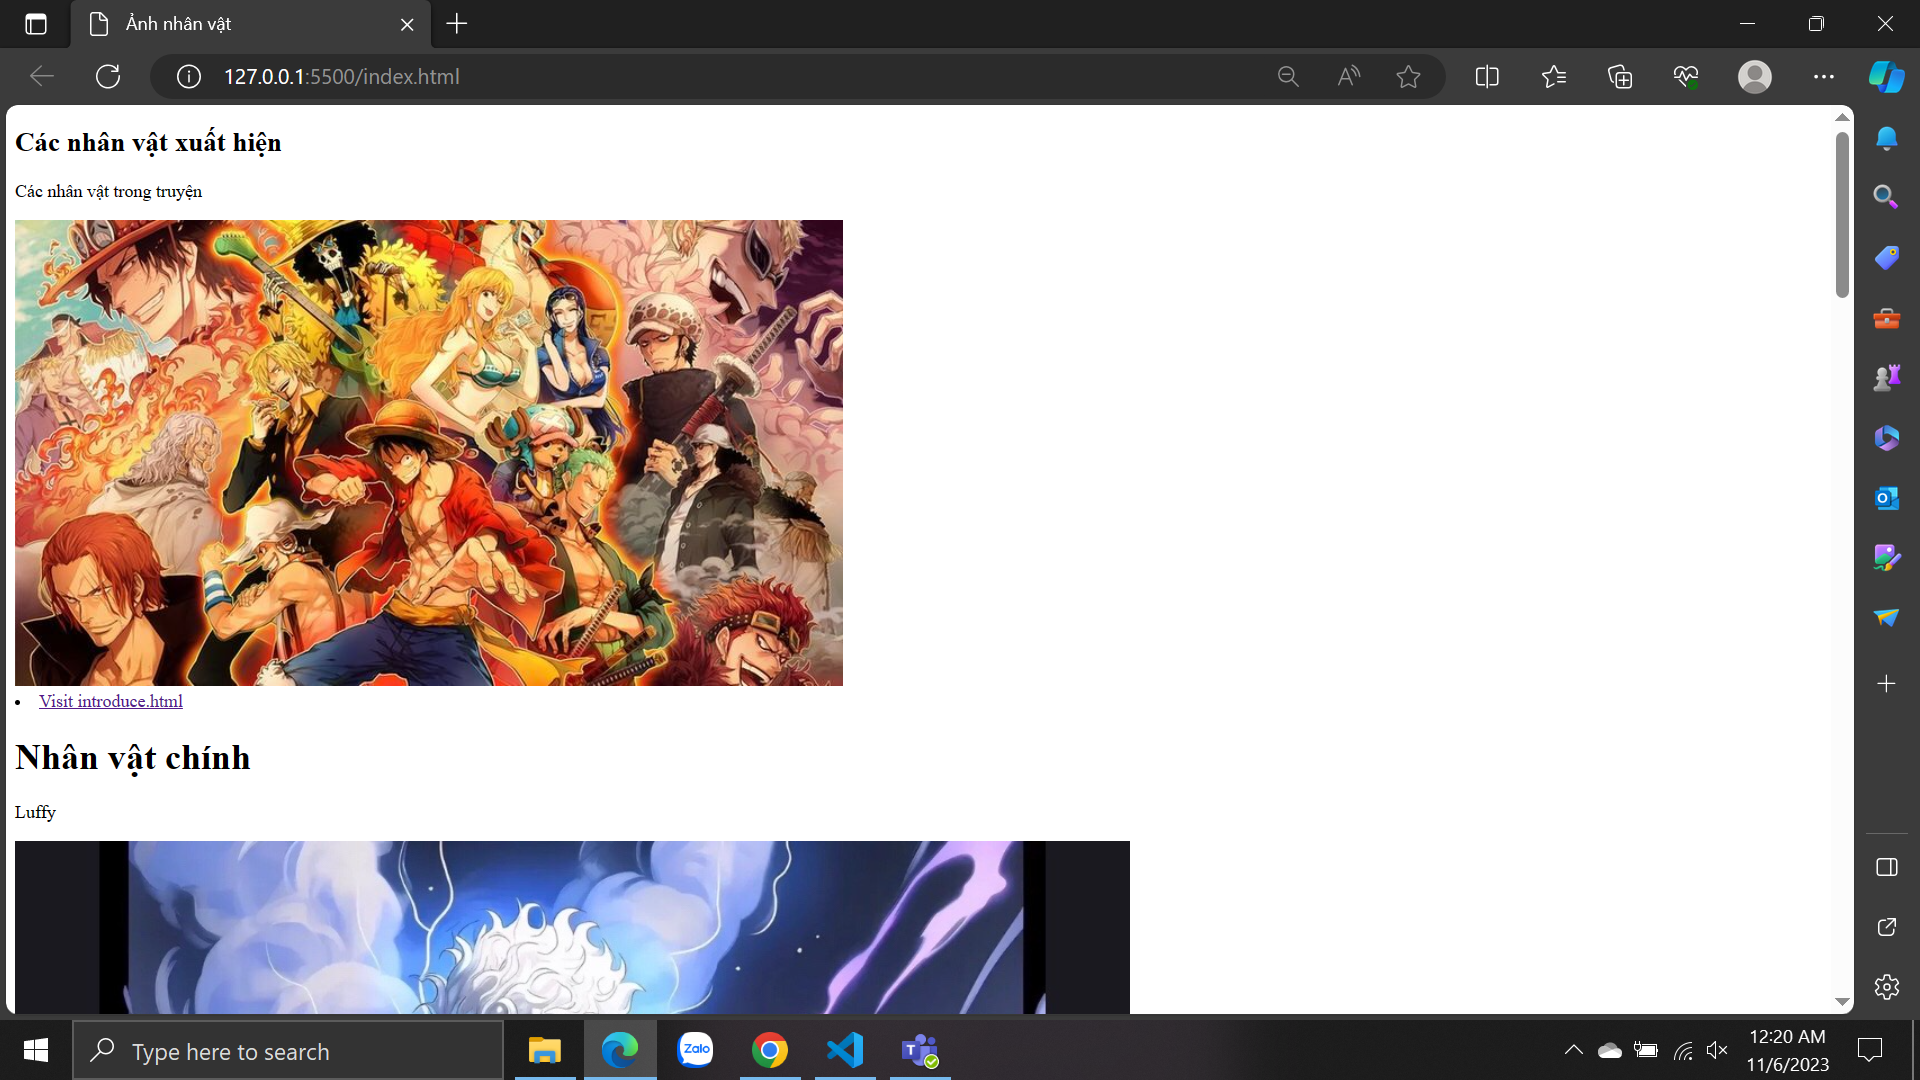 Ảnh nhân vật
127.0.0.1:5500/index.html
Các nhân vật xuất hiện
Các nhân vật trong truyện
Visit introduce.html
Nhân vật chính
Luffy
Type here to search
Zalo
12:20 AM
11/6/2023